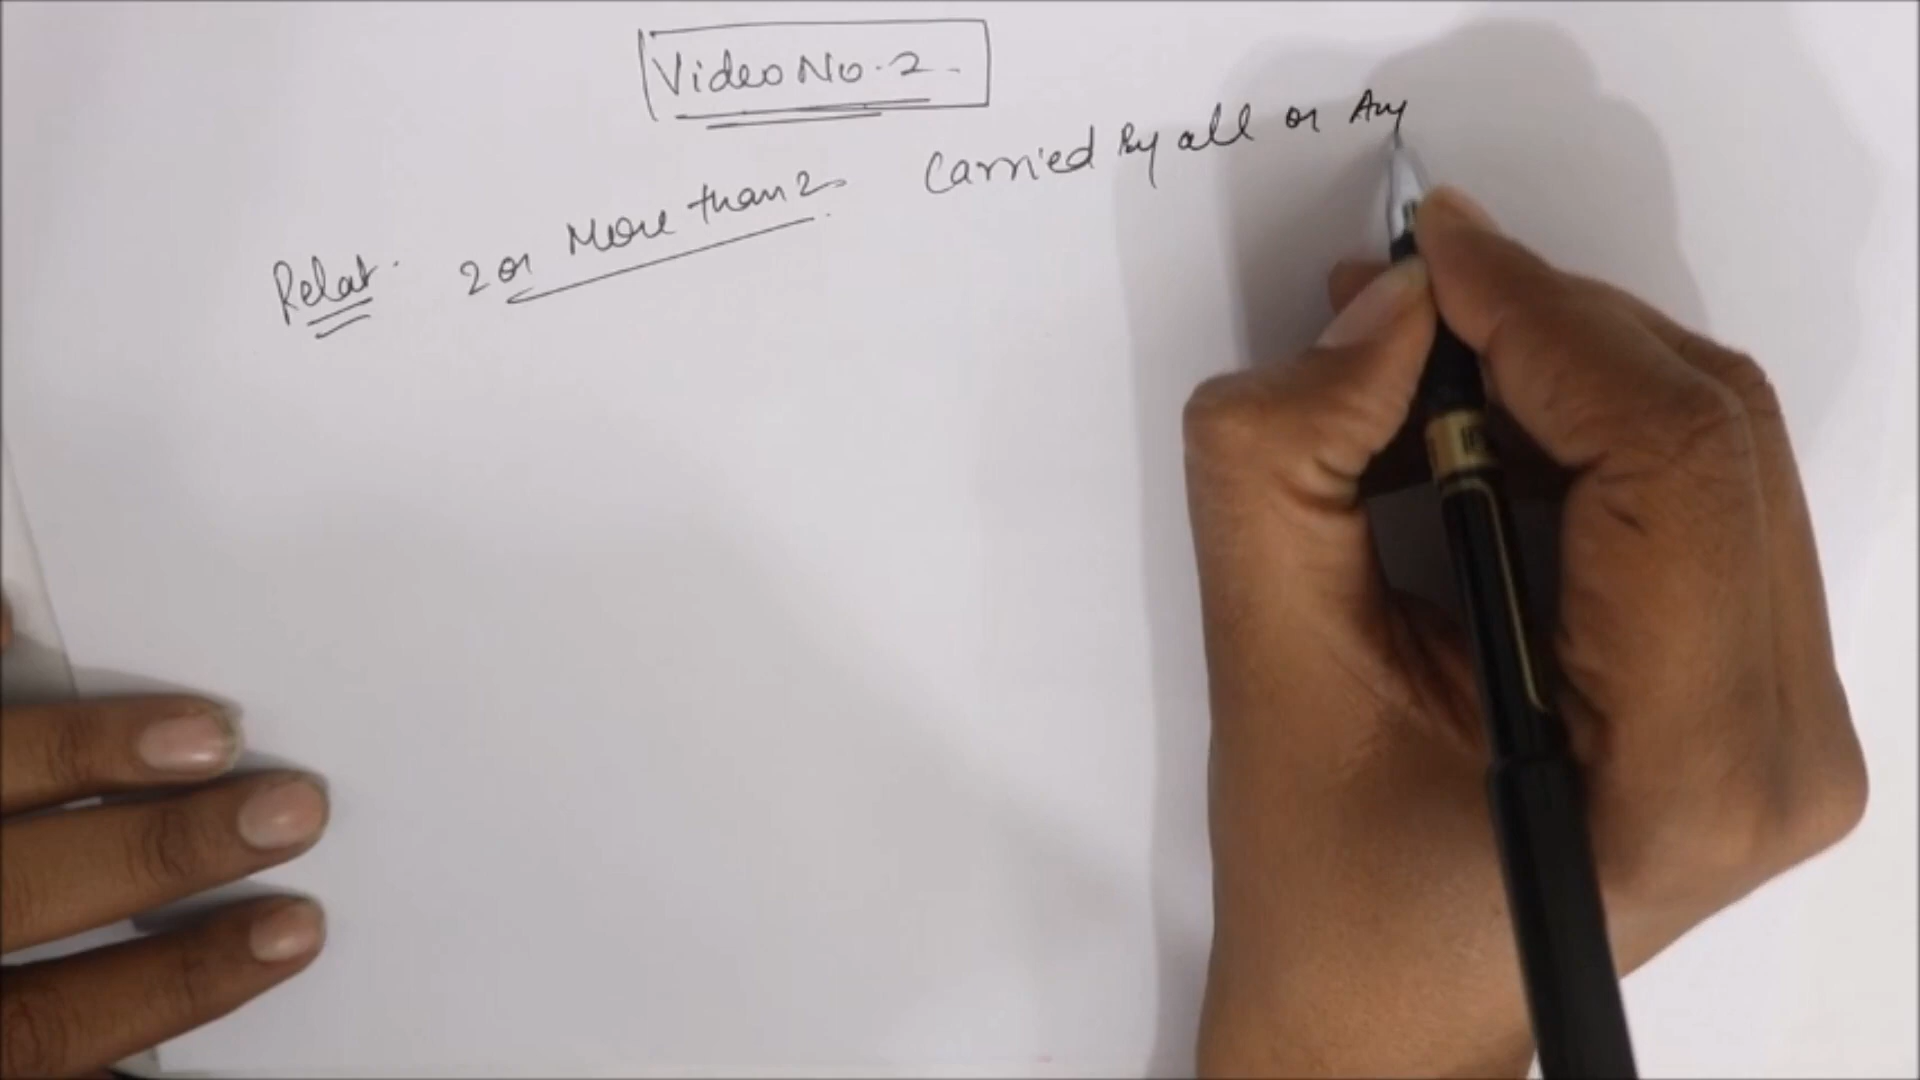 Video No. 2.
Relat. 2 or More than 2. Carried By all or Any